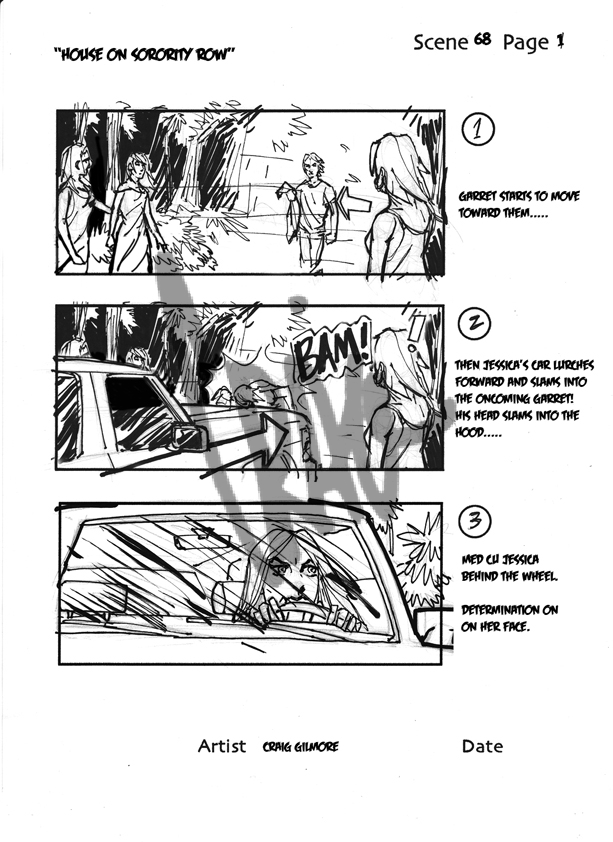 Scene 68 Page 1
"HOUSE ON SORORITY ROW"
1
GARRET STARTS TO MOVE
TOWARD THEM.....
BAM!
!
2
THEN JESSICA'S CAR LURCHES
FORWARD AND SLAMS INTO
THE ONCOMING GARRET!
HIS HEAD SLAMS INTO THE
HOOD.....
3
MED CU JESSICA
BEHIND THE WHEEL.
DETERMINATION ON
ON HER FACE.
Artist CRAIG GILMORE Date